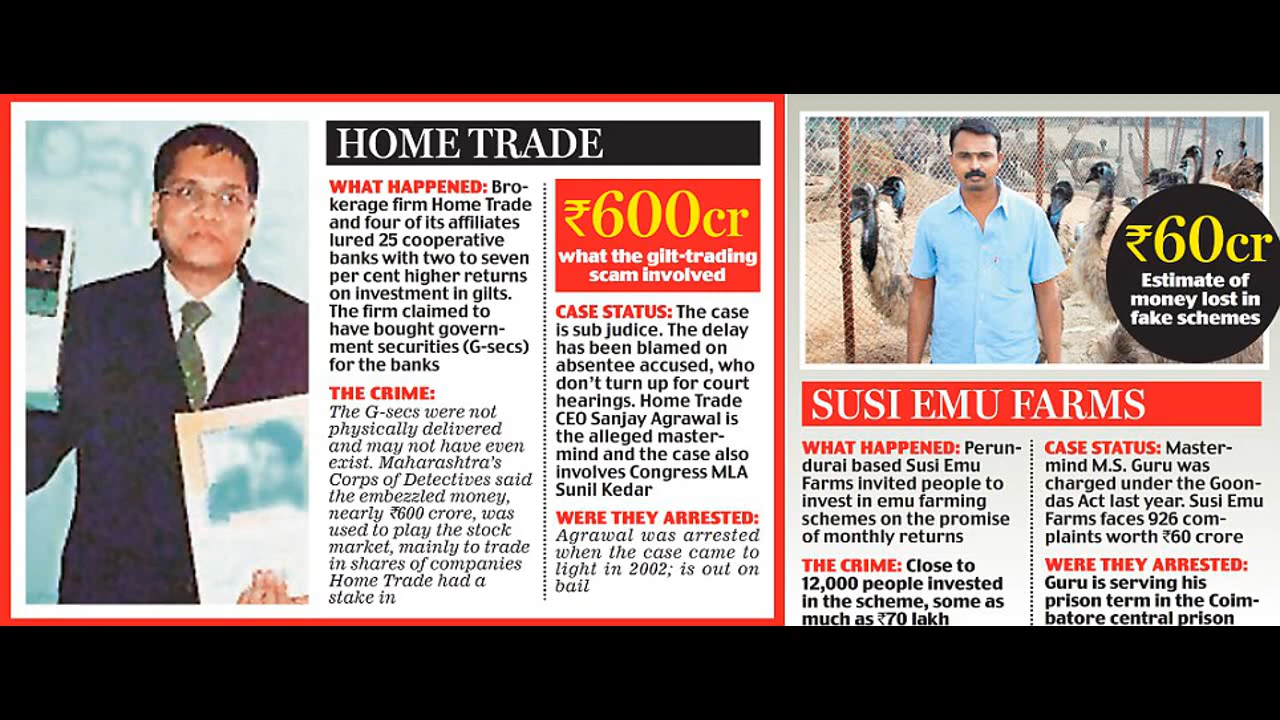 HOME TRADE
WHAT HAPPENED: Bro-
kerage firm Home Trade
and four of its affiliates
lured 25 cooperative
banks with two to seven
per cent higher returns
on investment in gilts.
The firm claimed to
have bought govern-
ment securities (G-secs)
for the banks
THE CRIME:
The G-secs were not
physically delivered
and may not have even
exist. Maharashtra's
Corps of Detectives said
the embezzled money,
nearly ₹600 crore, was
used to play the stock
market, mainly to trade
in shares of companies
Home Trade had a
stake in
₹600cr
what the gilt-trading
scam involved
CASE STATUS: The case
is sub judice. The delay
has been blamed on
absentee accused, who
don't turn up for court
hearings. Home Trade
CEO Sanjay Agrawal is
the alleged master-
mind and the case also
involves Congress MLA
Sunil Kedar
WERE THEY ARRESTED:
Agrawal was arrested
when the case came to
light in 2002; is out on
bail
₹60cr
Estimate of
money lost in
fake schemes
SUSI EMU FARMS
WHAT HAPPENED: Perun-
durai based Susi Emu
Farms invited people to
invest in emu farming
schemes on the promise
of monthly returns
THE CRIME: Close to
12,000 people invested
in the scheme, some as
much as ₹70 lakh
CASE STATUS: Master-
mind M.S. Guru was
charged under the Goon-
das Act last year. Susi Emu
Farms faces 926 com-
plaints worth ₹60 crore
WERE THEY ARRESTED:
Guru is serving his
prison term in the Coim-
batore central prison